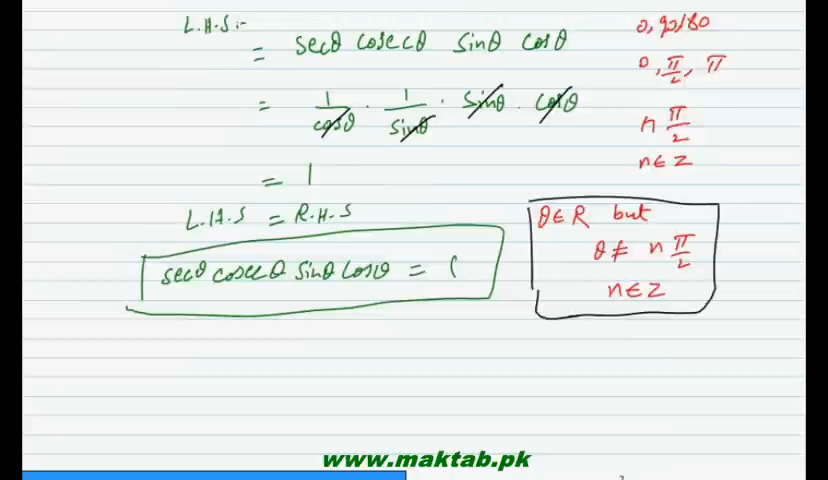 L.H.S:-
= secθ cosecθ sinθ cosθ
= 1/cosθ · 1/sinθ · sinθ · cosθ
= 1
L.H.S = R.H.S
secθ cosecθ sinθ cosθ = 1
0, 90, 180
0, π/2, π
n π/2
n∈Z
θ∈R but
θ≠ n π/2
n∈Z
www.maktab.pk
2